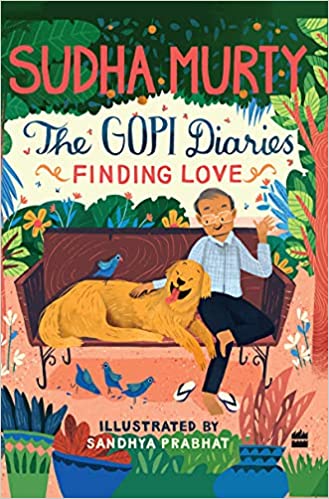 SUDHA MURTY
The GOPI Diaries
FINDING LOVE
ILLUSTRATED BY
SANDHYA PRABHAT